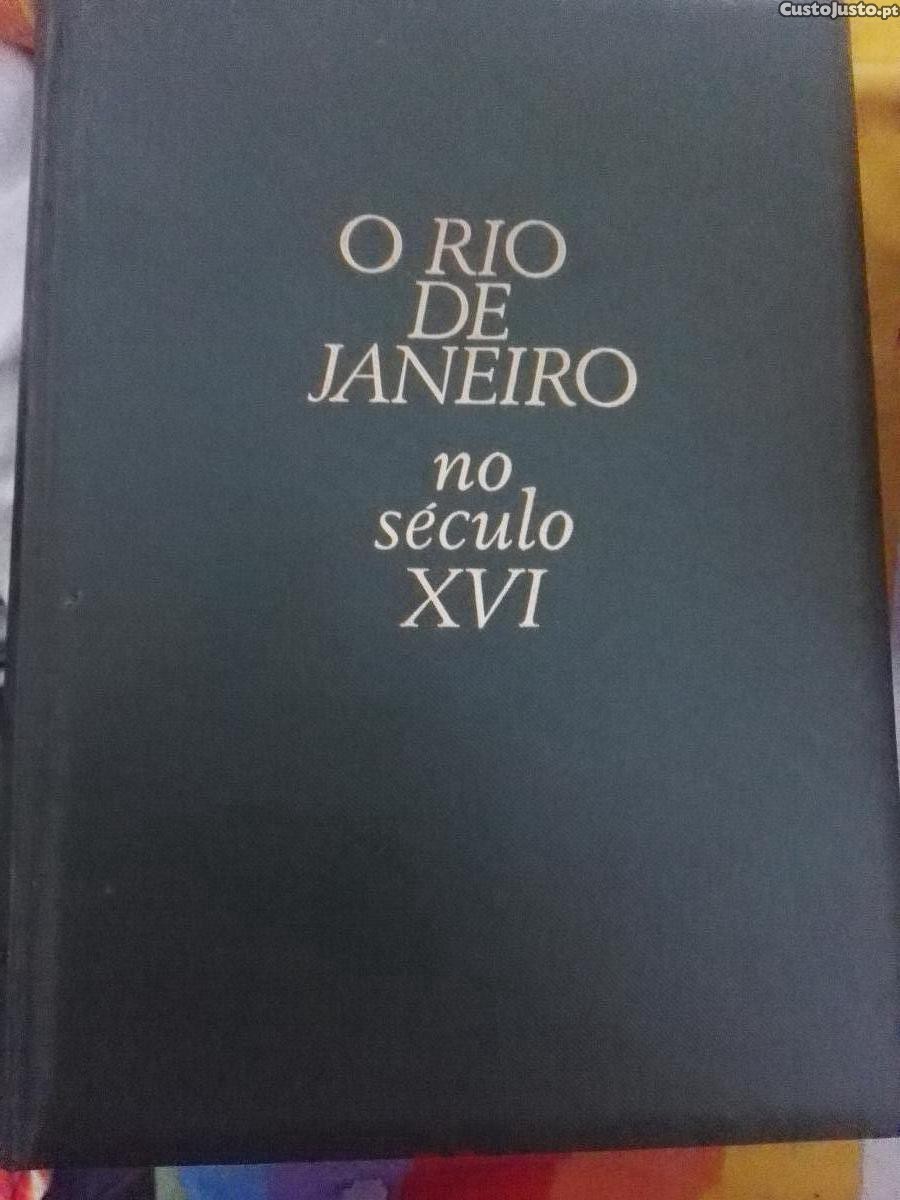 CustoJusto.pt
O RIO
DE
JANEIRO
no
século
XVI